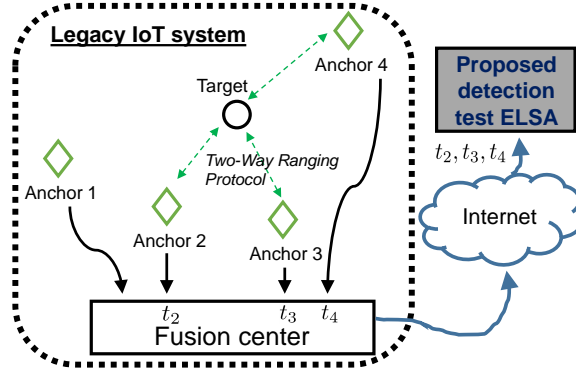 Legacy IoT system
Anchor 4
Target
Two-Way Ranging
Protocol
Anchor 1
Anchor 2
Anchor 3
t₂
t₃
t₄
Fusion center
Proposed
detection
test ELSA
t₂, t₃, t₄
Internet